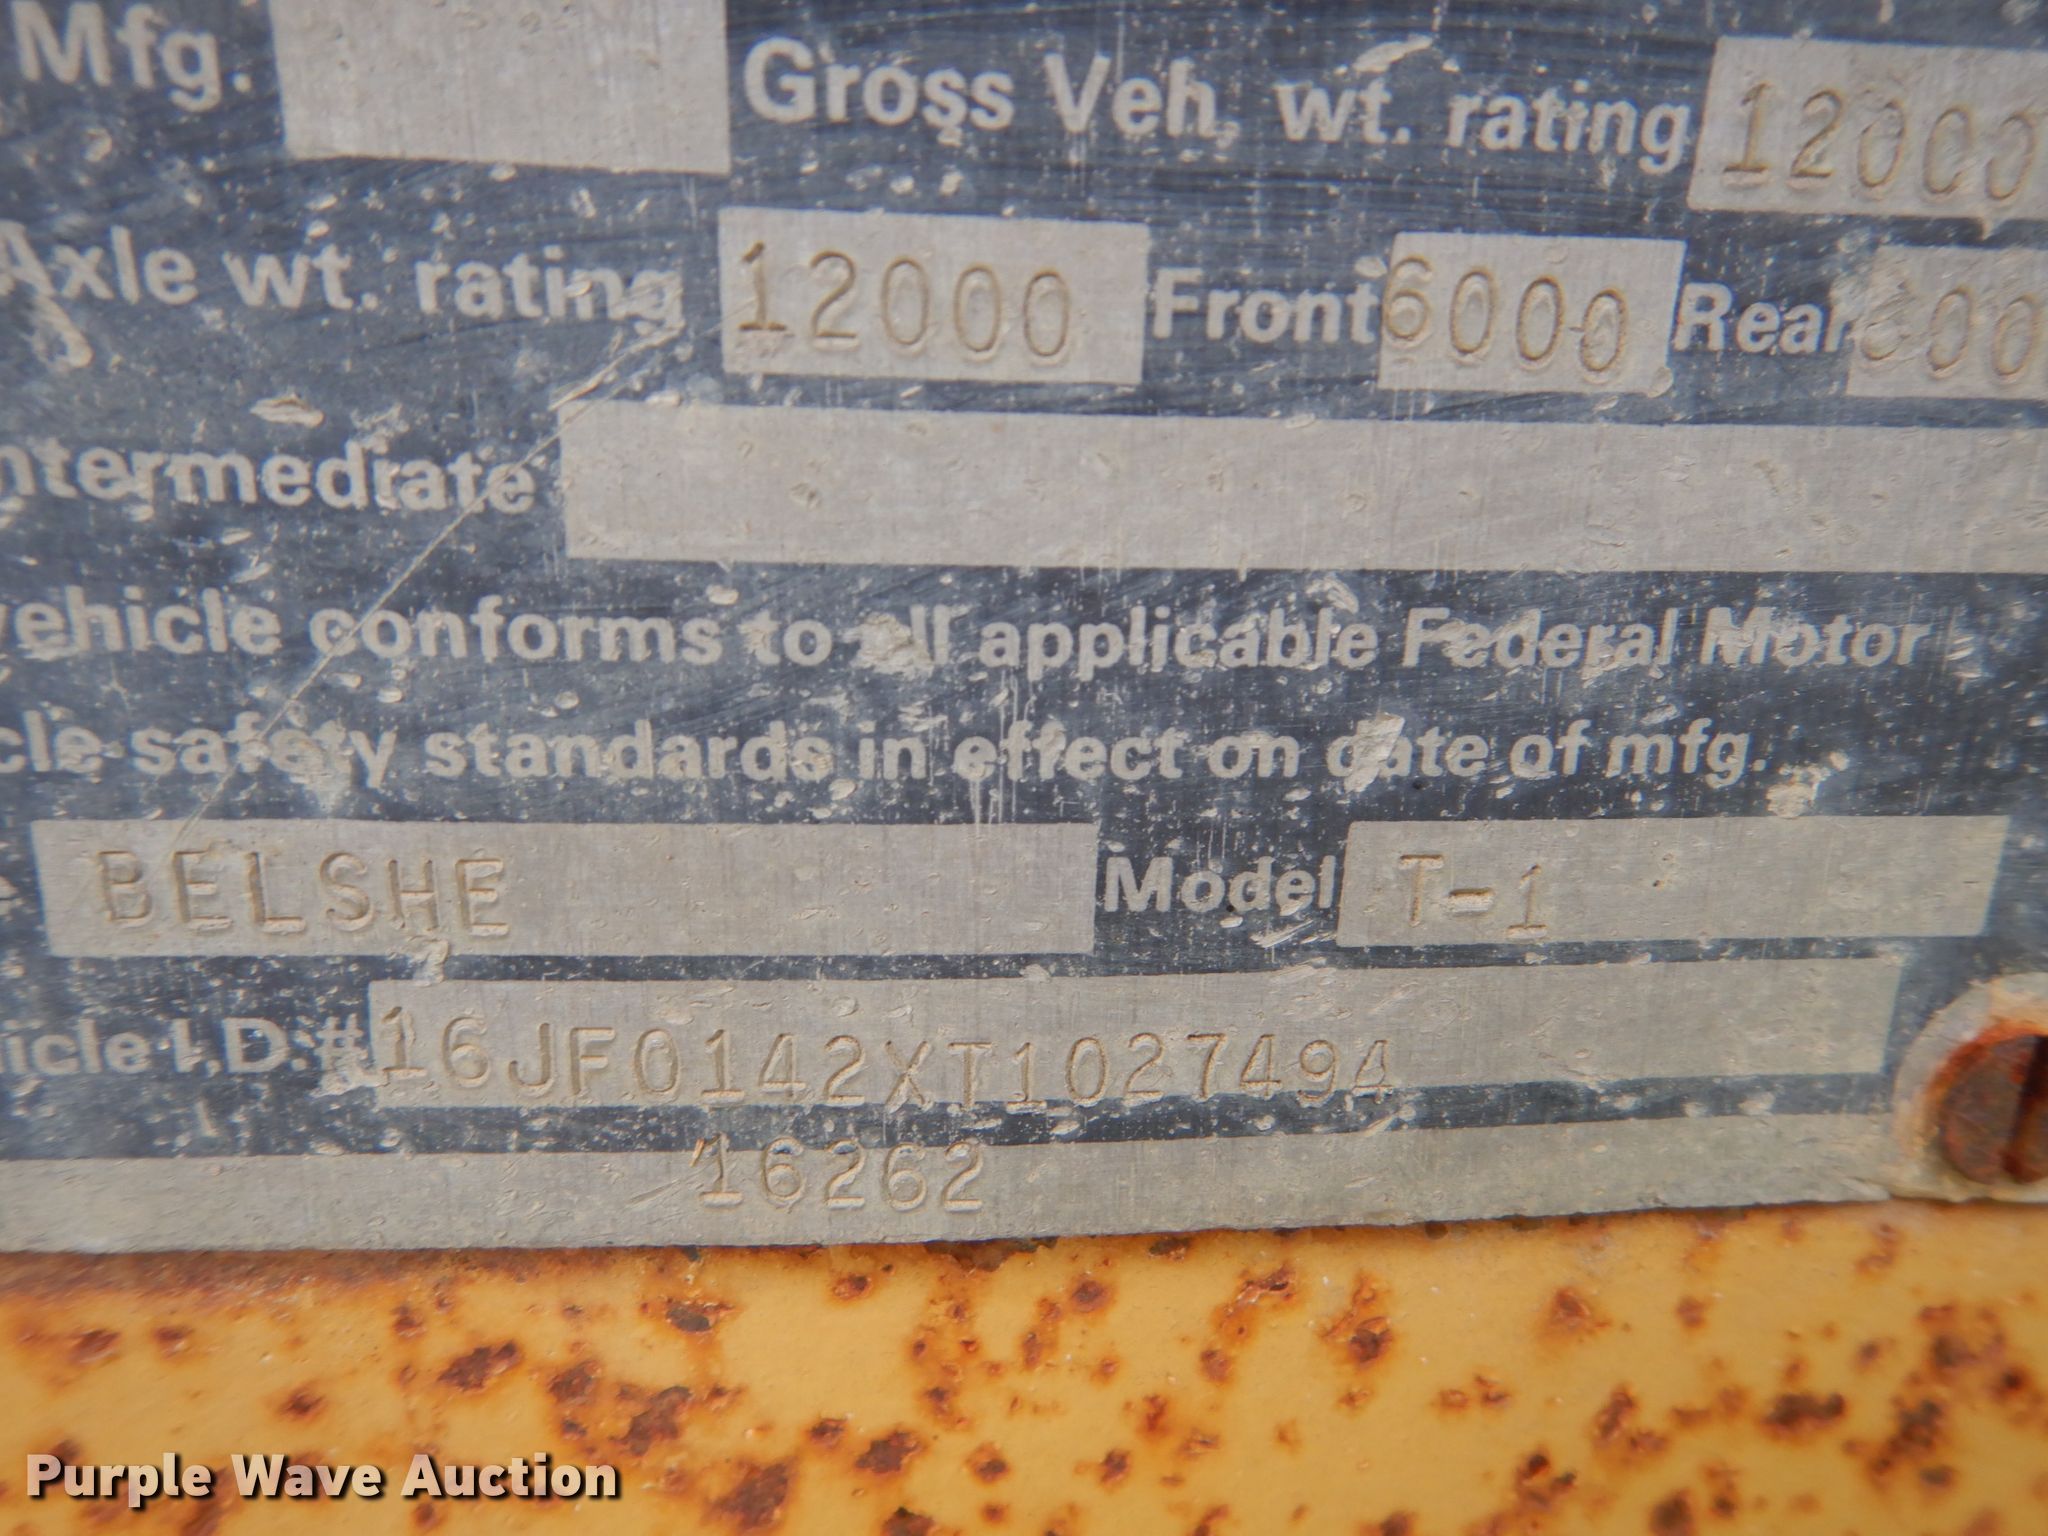 Mfg. Gross Veh. wt. rating 12000
Axle wt. rating 12000 Front 6000 Rear 600
ntermediate
vehicle conforms to all applicable Federal Motor
cle safety standards in effect on date of mfg.
BELSHE Model T-1
icle I.D.# 16JF0142XT1027494
16262
Purple Wave Auction